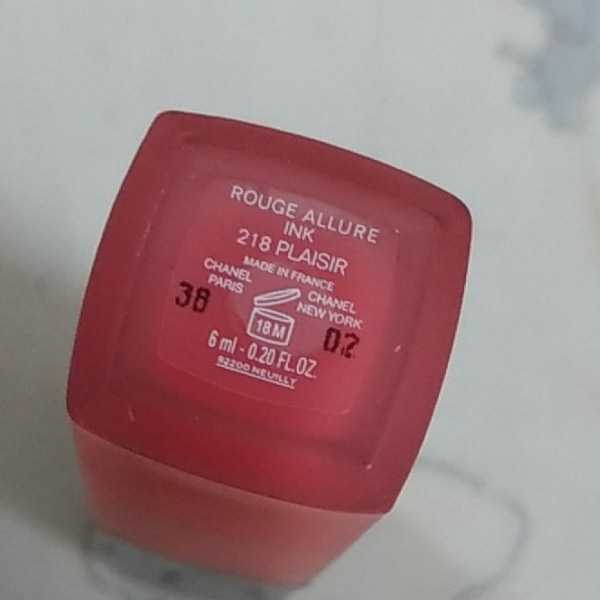 ROUGE ALLURE
INK
218 PLAISIR
MADE IN FRANCE
CHANEL
PARIS
CHANEL
NEW YORK
38
18M
02
6 ml - 0.20 FL.OZ.
92200 NEUILLY